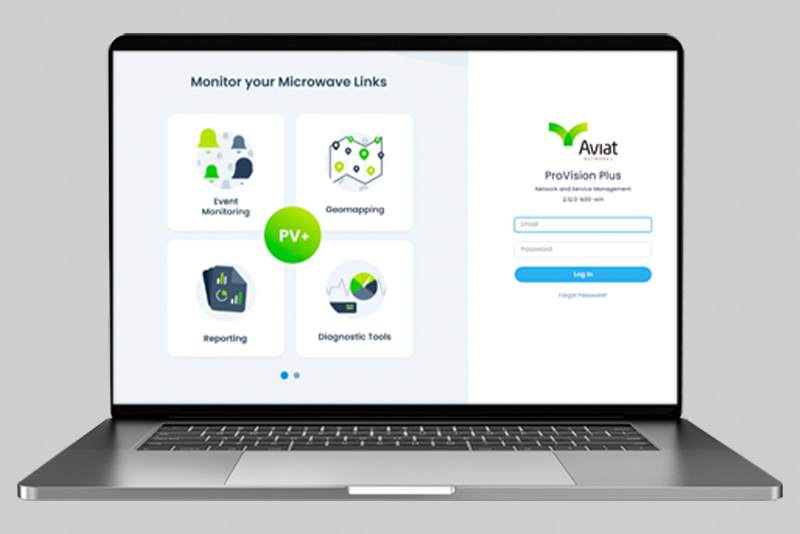 Monitor your Microwave Links
Event
Monitoring
Geomapping
PV+
Reporting
Diagnostic Tools
Aviat
NETWORKS
ProVision Plus
Network and Service Management
Email
Password
Log In
Forgot Password?